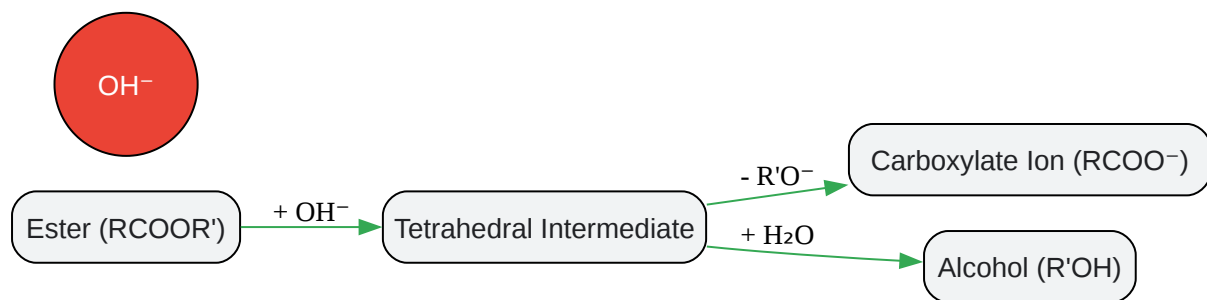 OH⁻
Ester (RCOOR')
+ OH⁻
Tetrahedral Intermediate
- R'O⁻
Carboxylate Ion (RCOO⁻)
+ H₂O
Alcohol (R'OH)